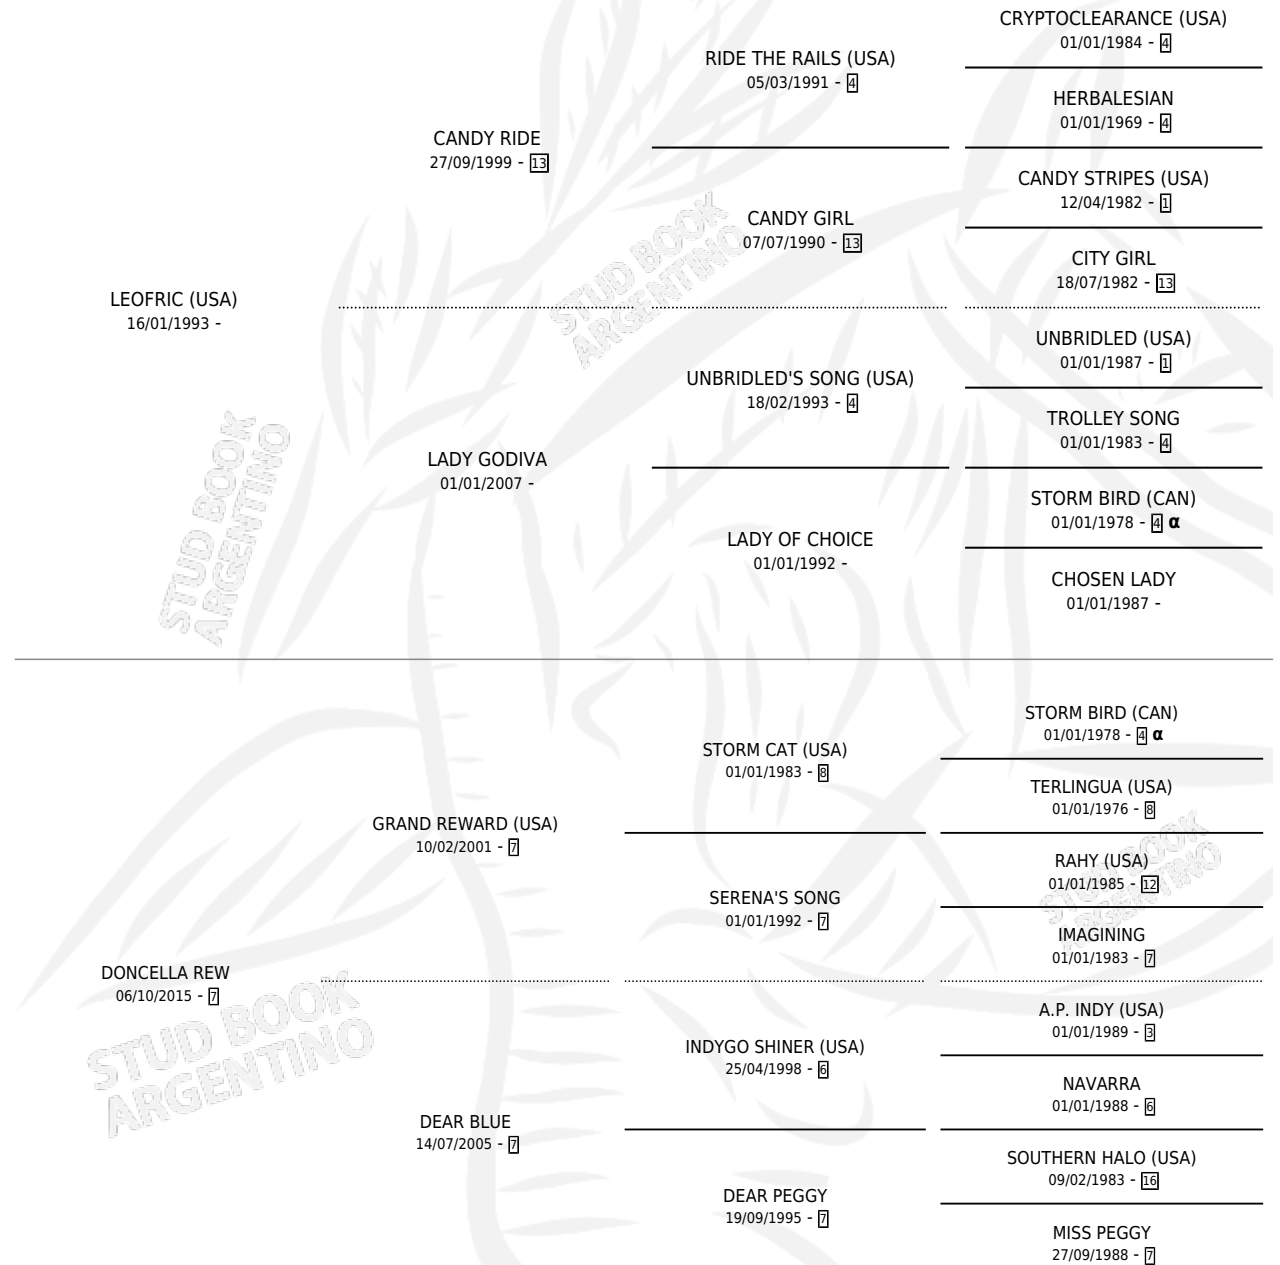 CRYPTOCLEARANCE (USA)
01/01/1984 - 4
RIDE THE RAILS (USA)
05/03/1991 - 4
HERBALESIAN
01/01/1969 - 4
CANDY RIDE
27/09/1999 - 13
CANDY STRIPES (USA)
12/04/1982 - 1
CANDY GIRL
07/07/1990 - 13
CITY GIRL
18/07/1982 - 13
LEOFRIC (USA)
16/01/1993 -
UNBRIDLED (USA)
01/01/1987 - 1
UNBRIDLED'S SONG (USA)
18/02/1993 - 4
TROLLEY SONG
01/01/1983 - 4
LADY GODIVA
01/01/2007 -
STORM BIRD (CAN)
01/01/1978 - 4 α
LADY OF CHOICE
01/01/1992 -
CHOSEN LADY
01/01/1987 -
STORM BIRD (CAN)
01/01/1978 - 4 α
STORM CAT (USA)
01/01/1983 - 8
TERLINGUA (USA)
01/01/1976 - 8
GRAND REWARD (USA)
10/02/2001 - 7
RAHY (USA)
01/01/1985 - 12
SERENA'S SONG
01/01/1992 - 7
IMAGINING
01/01/1983 - 7
DONCELLA REW
06/10/2015 - 7
A.P. INDY (USA)
01/01/1989 - 3
INDYGO SHINER (USA)
25/04/1998 - 6
NAVARRA
01/01/1988 - 6
DEAR BLUE
14/07/2005 - 7
SOUTHERN HALO (USA)
09/02/1983 - 16
DEAR PEGGY
19/09/1995 - 7
MISS PEGGY
27/09/1988 - 7
STUD BOOK
ARGENTINO
STUD BOOK
ARGENTINO
STUD BOOK
ARGENTINO
STUD BOOK
ARGENTINO